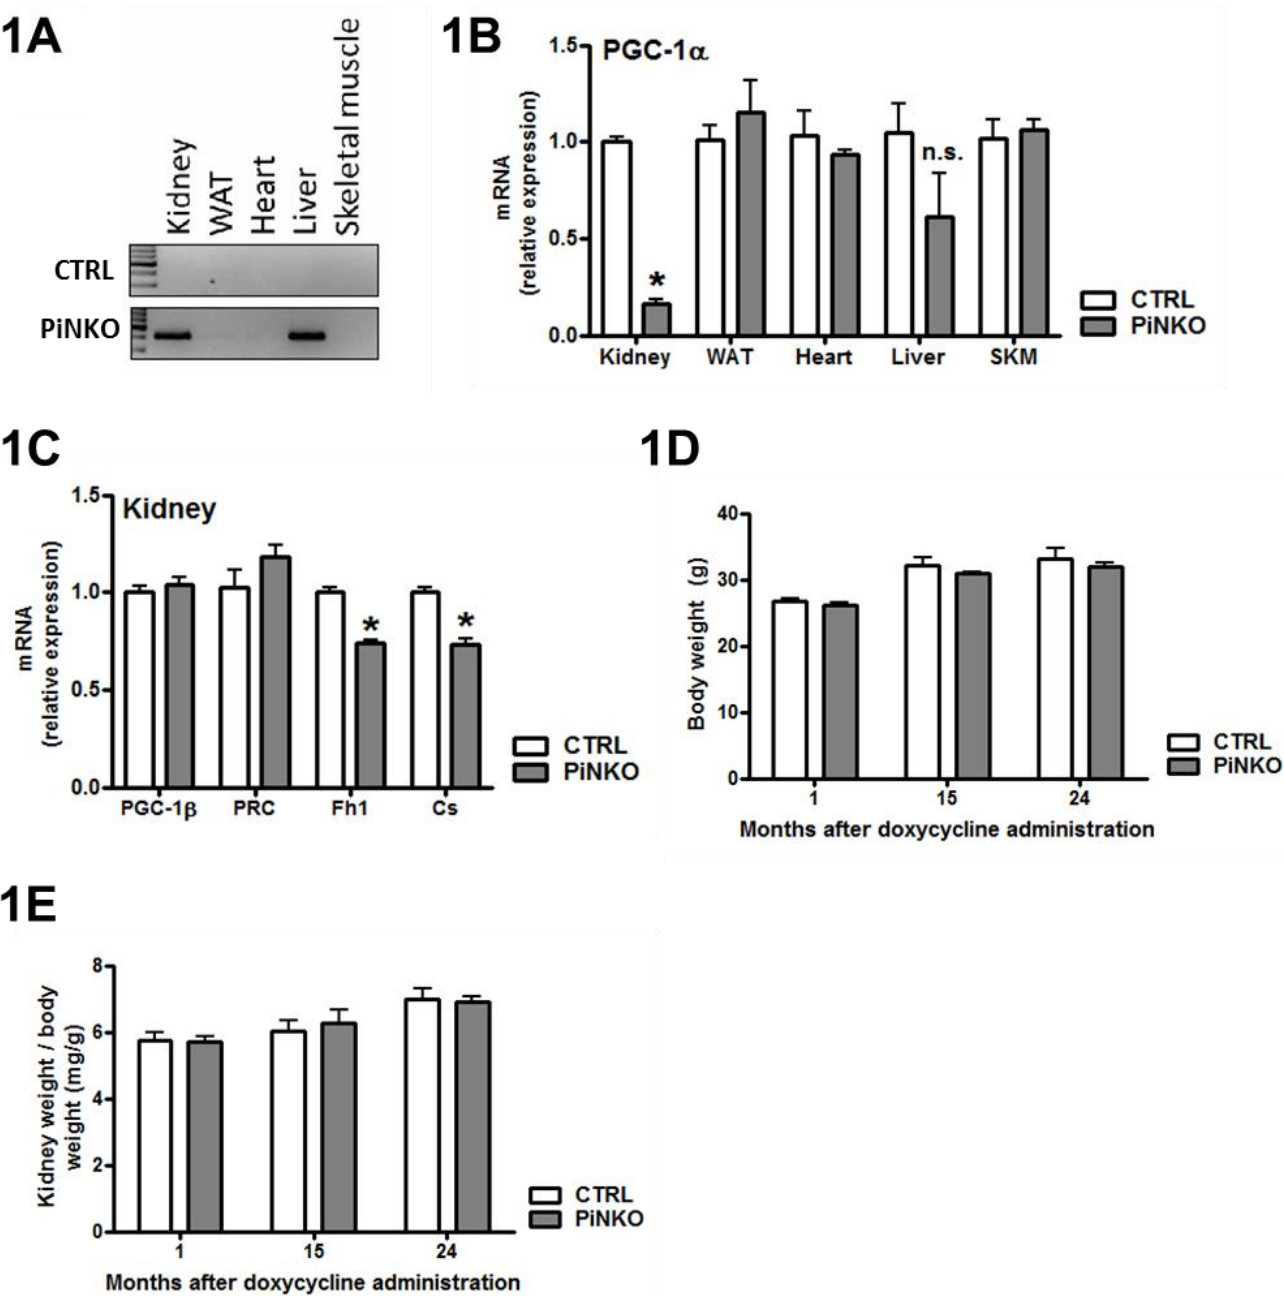 1A
Kidney
WAT
Heart
Liver
Skeletal muscle
CTRL
PiNKO
1B
PGC-1α
mRNA
(relative expression)
1.5
1.0
0.5
0.0
*
n.s.
Kidney WAT Heart Liver SKM
CTRL
PiNKO
1C
Kidney
mRNA
(relative expression)
1.5
1.0
0.5
0.0
* *
PGC-1β PRC Fh1 Cs
CTRL
PiNKO
1D
Body weight (g)
40
30
20
10
0
1 15 24
Months after doxycycline administration
CTRL
PiNKO
1E
Kidney weight / body
weight (mg/g)
8
6
4
2
0
1 15 24
Months after doxycycline administration
CTRL
PiNKO